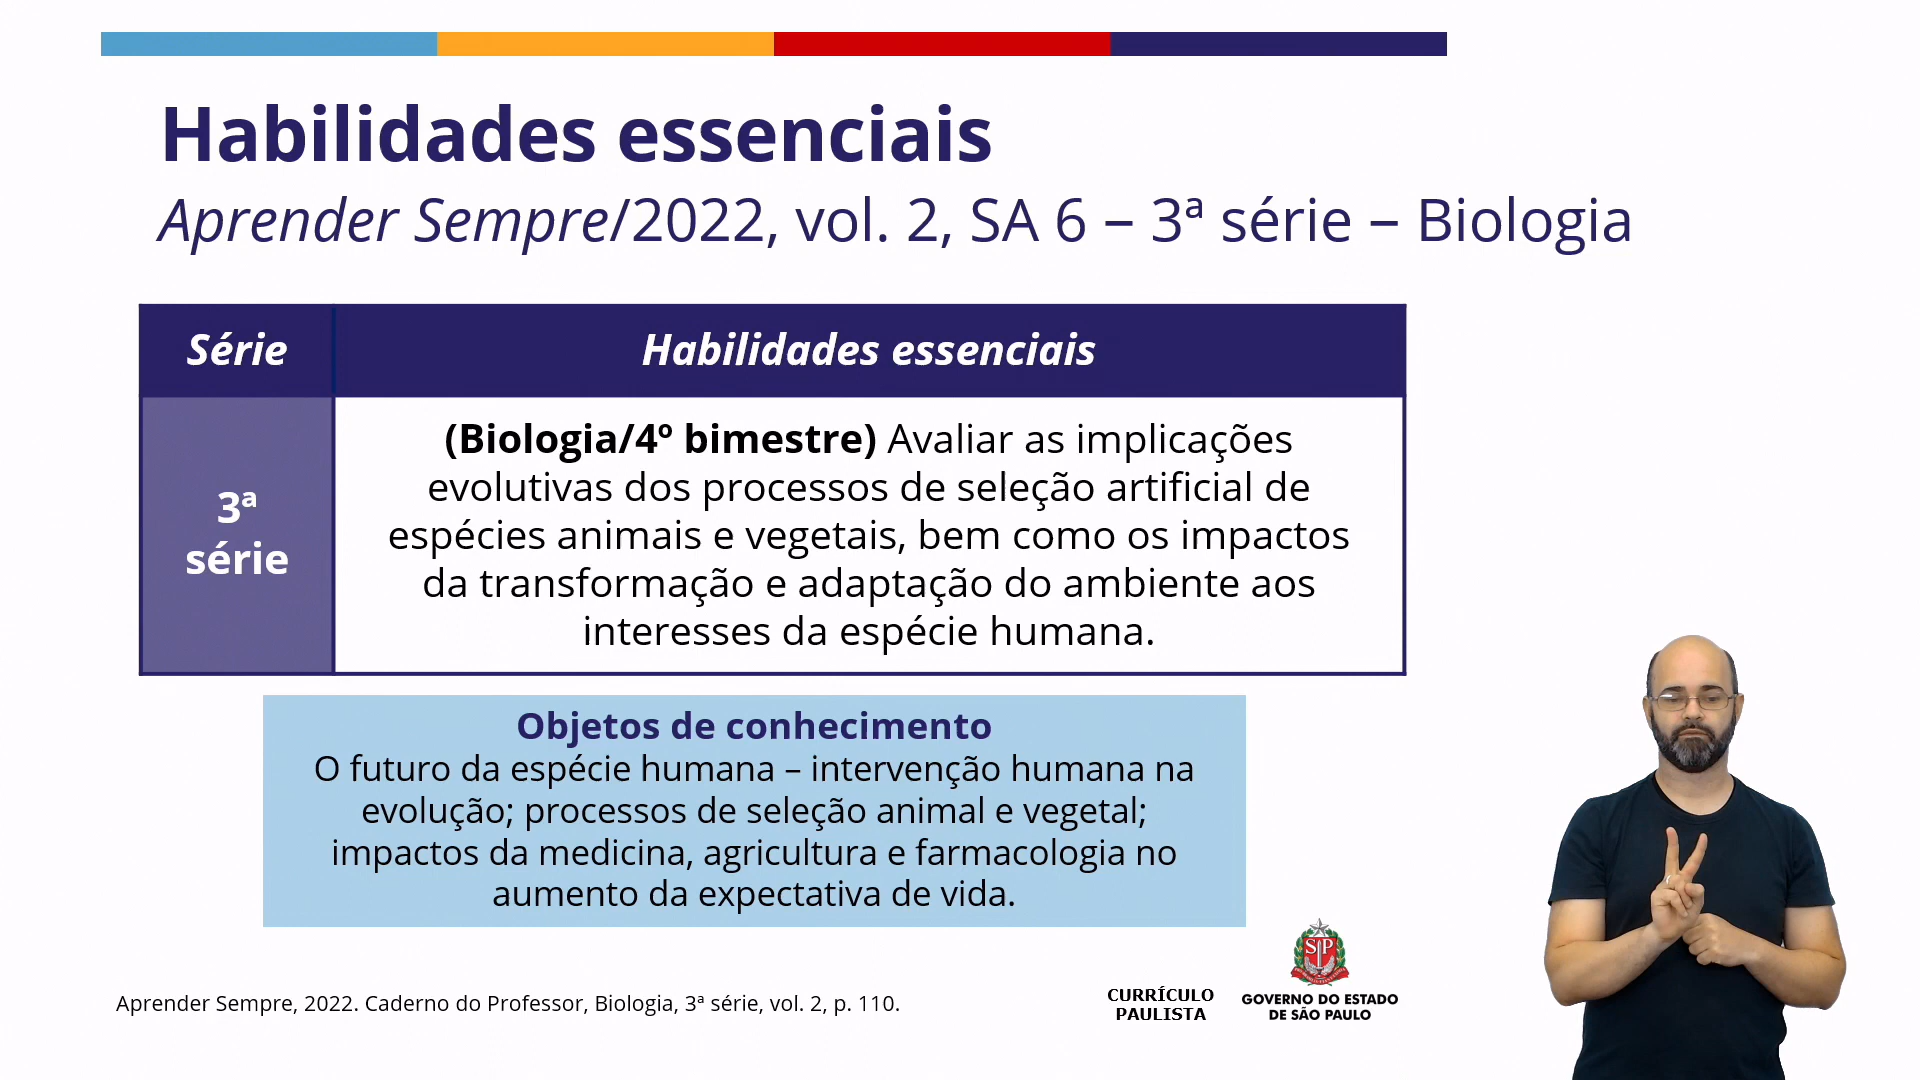 Habilidades essenciais
Aprender Sempre/2022, vol. 2, SA 6 – 3ª série – Biologia
Série
Habilidades essenciais
3ª
série
(Biologia/4º bimestre) Avaliar as implicações
evolutivas dos processos de seleção artificial de
espécies animais e vegetais, bem como os impactos
da transformação e adaptação do ambiente aos
interesses da espécie humana.
Objetos de conhecimento
O futuro da espécie humana – intervenção humana na
evolução; processos de seleção animal e vegetal;
impactos da medicina, agricultura e farmacologia no
aumento da expectativa de vida.
Aprender Sempre, 2022. Caderno do Professor, Biologia, 3ª série, vol. 2, p. 110.
CURRÍCULO
PAULISTA
SP
GOVERNO DO ESTADO
DE SÃO PAULO